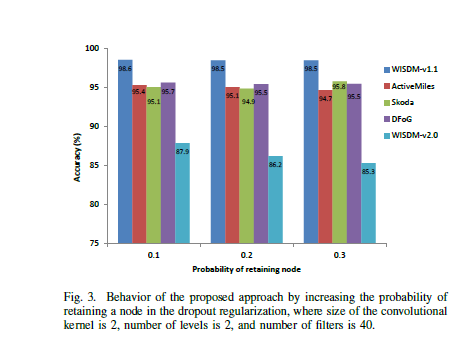 100
95
90
85
80
75
Accuracy(%)
98.6
95.4
95.1
95.7
87.9
98.5
95.1
94.9
95.5
86.2
98.5
94.7
95.8
95.5
85.3
WISDM-v1.1
ActiveMiles
Skoda
DFoG
WISDM-v2.0
0.1 0.2 0.3
Probability of retaining node
Fig. 3. Behavior of the proposed approach by increasing the probability of
retaining a node in the dropout regularization, where size of the convolutional
kernel is 2, number of levels is 2, and number of filters is 40.